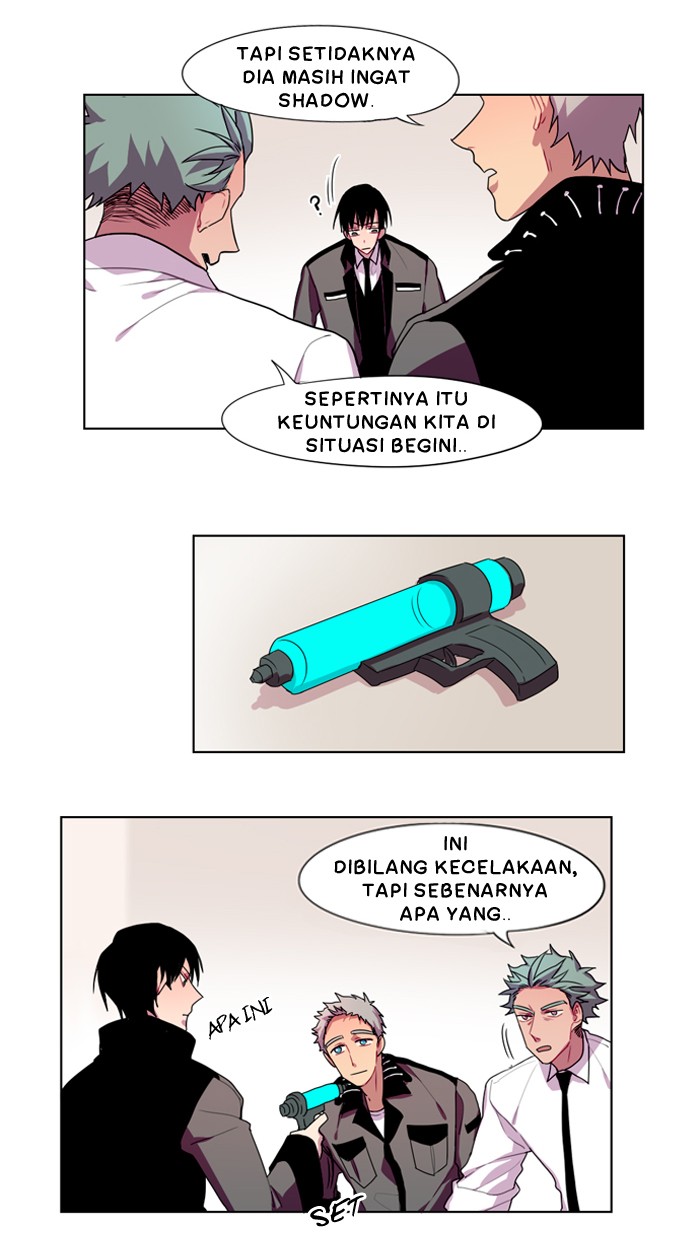 TAPI SETIDAKNYA
DIA MASIH INGAT
SHADOW.
?
SEPERTINYA ITU
KEUNTUNGAN KITA DI
SITUASI BEGINI..
INI
DIBILANG KECELAKAAN,
TAPI SEBENARNYA
APA YANG..
APA INI
SET